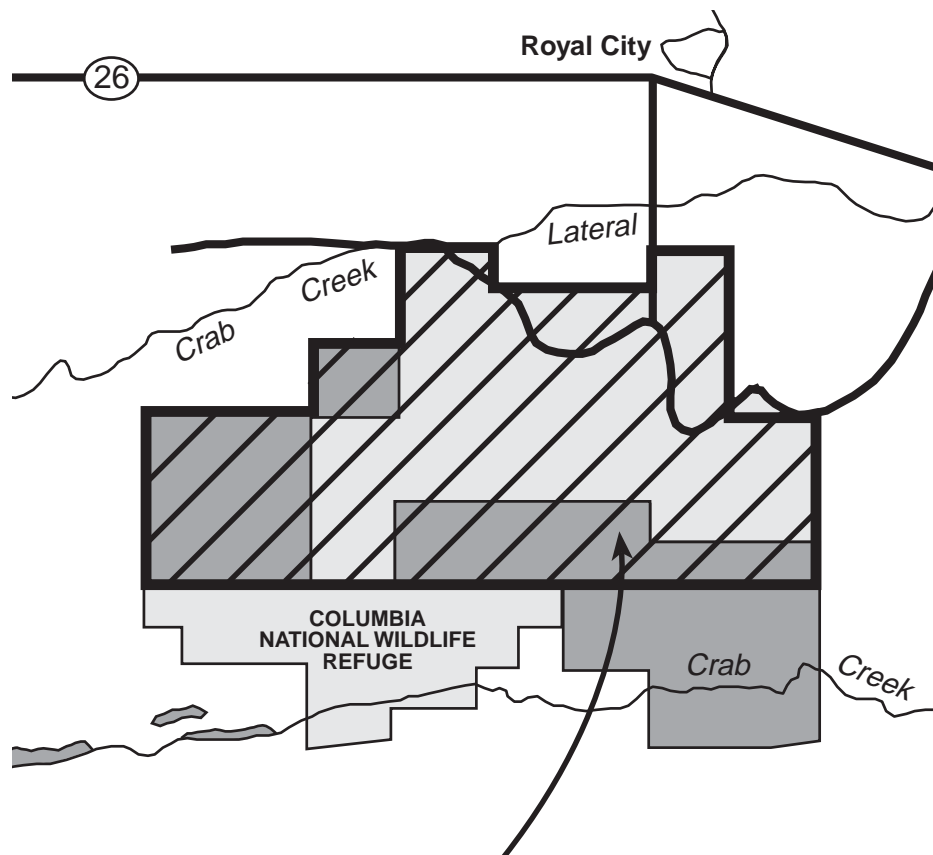 Royal City
26
Lateral
Creek
Crab
COLUMBIA
NATIONAL WILDLIFE
REFUGE
Crab
Creek